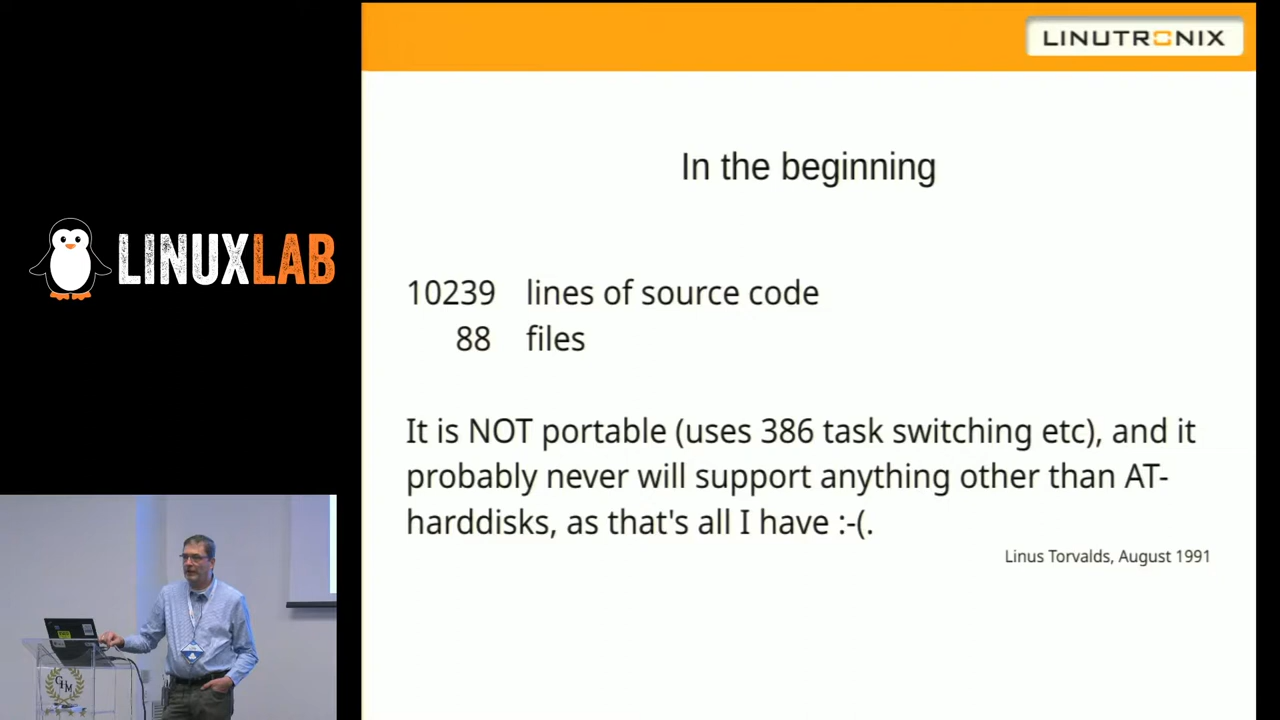 LINUTRONIX
In the beginning
10239 lines of source code
88 files
It is NOT portable (uses 386 task switching etc), and it
probably never will support anything other than AT-
harddisks, as that's all I have :-(.
Linus Torvalds, August 1991
LINUXLAB
GHM